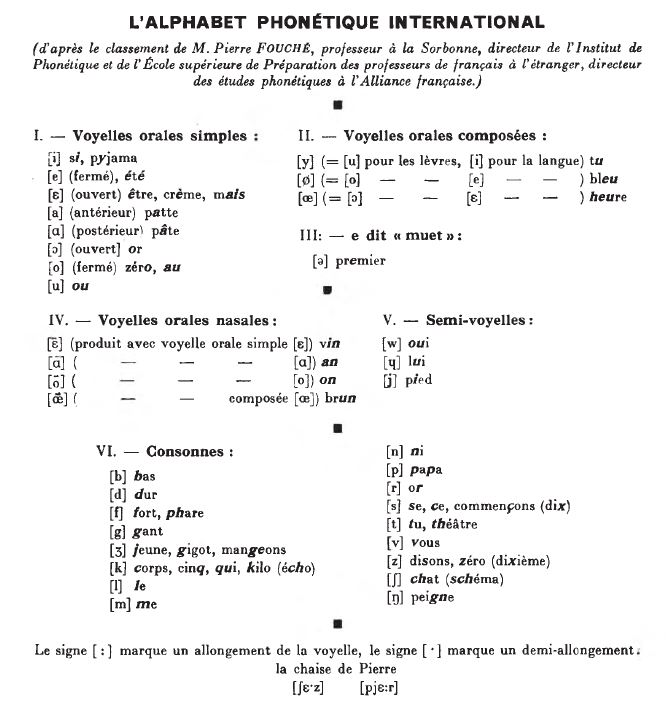 L'ALPHABET PHONÉTIQUE INTERNATIONAL
(d'après le classement de M. Pierre FOUCHÉ, professeur à la Sorbonne, directeur de l'Institut de
Phonétique et de l'École supérieure de Préparation des professeurs de français à l'étranger, directeur
des études phonétiques à l'Alliance française.)
I. — Voyelles orales simples :
[i] si, pyjama
[e] (fermé), été
[ɛ] (ouvert) être, crème, mais
[a] (antérieur) patte
[ɑ] (postérieur) pâte
[ɔ] (ouvert] or
[o] (fermé) zéro, au
[u] ou
II. — Voyelles orales composées :
[y] (= [u] pour les lèvres, [i] pour la langue) tu
[ø] (= [o] — — [e] — — ) bleu
[œ] (= [ɔ] — — [ɛ] — — ) heure
III: — e dit « muet » :
[ə] premier
IV. — Voyelles orales nasales :
[ɛ̃] (produit avec voyelle orale simple [ɛ]) vin
[ɑ̃] ( — — — [ɑ]) an
[õ] ( — — — [o]) on
[œ̃] ( — — composée [œ]) brun
V. — Semi-voyelles :
[w] oui
[ɥ] lui
[j] pied
VI. — Consonnes :
[b] bas
[d] dur
[f] fort, phare
[g] gant
[ʒ] jeune, gigot, mangeons
[k] corps, cinq, qui, kilo (écho)
[l] le
[m] me
[n] ni
[p] papa
[r] or
[s] se, ce, commençons (dix)
[t] tu, théâtre
[v] vous
[z] disons, zéro (dixième)
[ʃ] chat (schéma)
[ŋ] peigne
Le signe [:] marque un allongement de la voyelle, le signe [·] marque un demi-allongement.
la chaise de Pierre
[ʃɛ·z] [pjɛ:r]